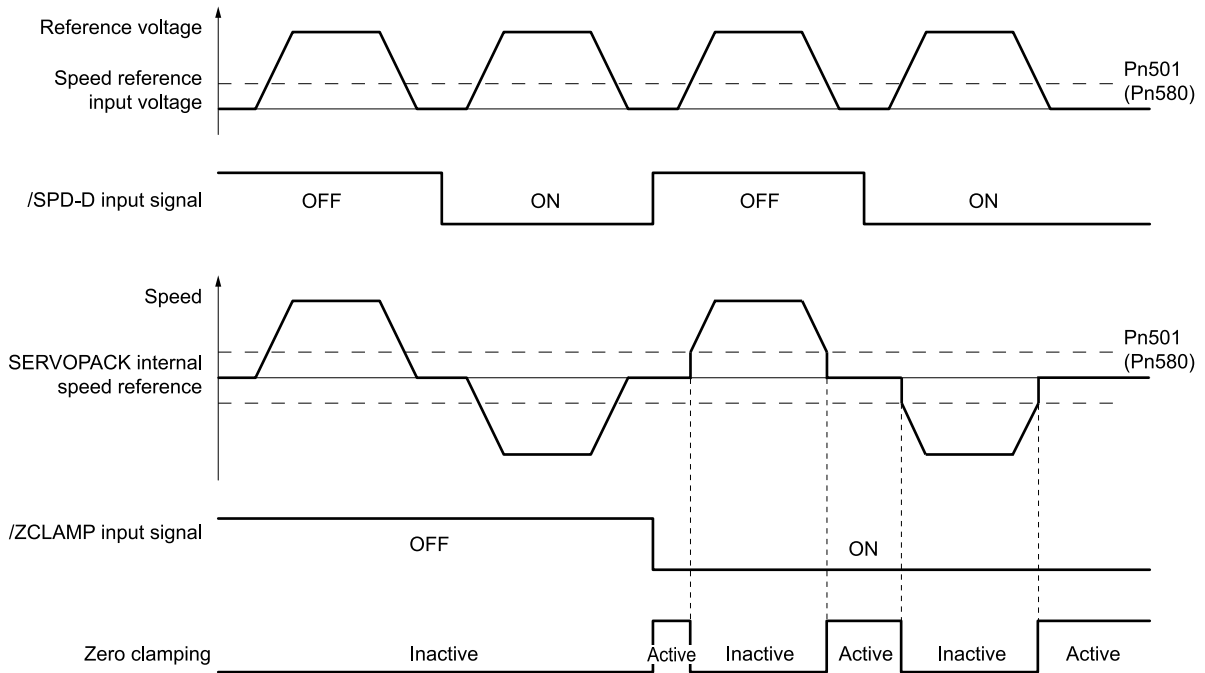 Reference voltage
Speed reference
input voltage
Pn501
(Pn580)
/SPD-D input signal
OFF
ON
OFF
ON
Speed
SERVOPACK internal
speed reference
Pn501
(Pn580)
/ZCLAMP input signal
OFF
ON
Zero clamping
Inactive
Active
Inactive
Active
Inactive
Active